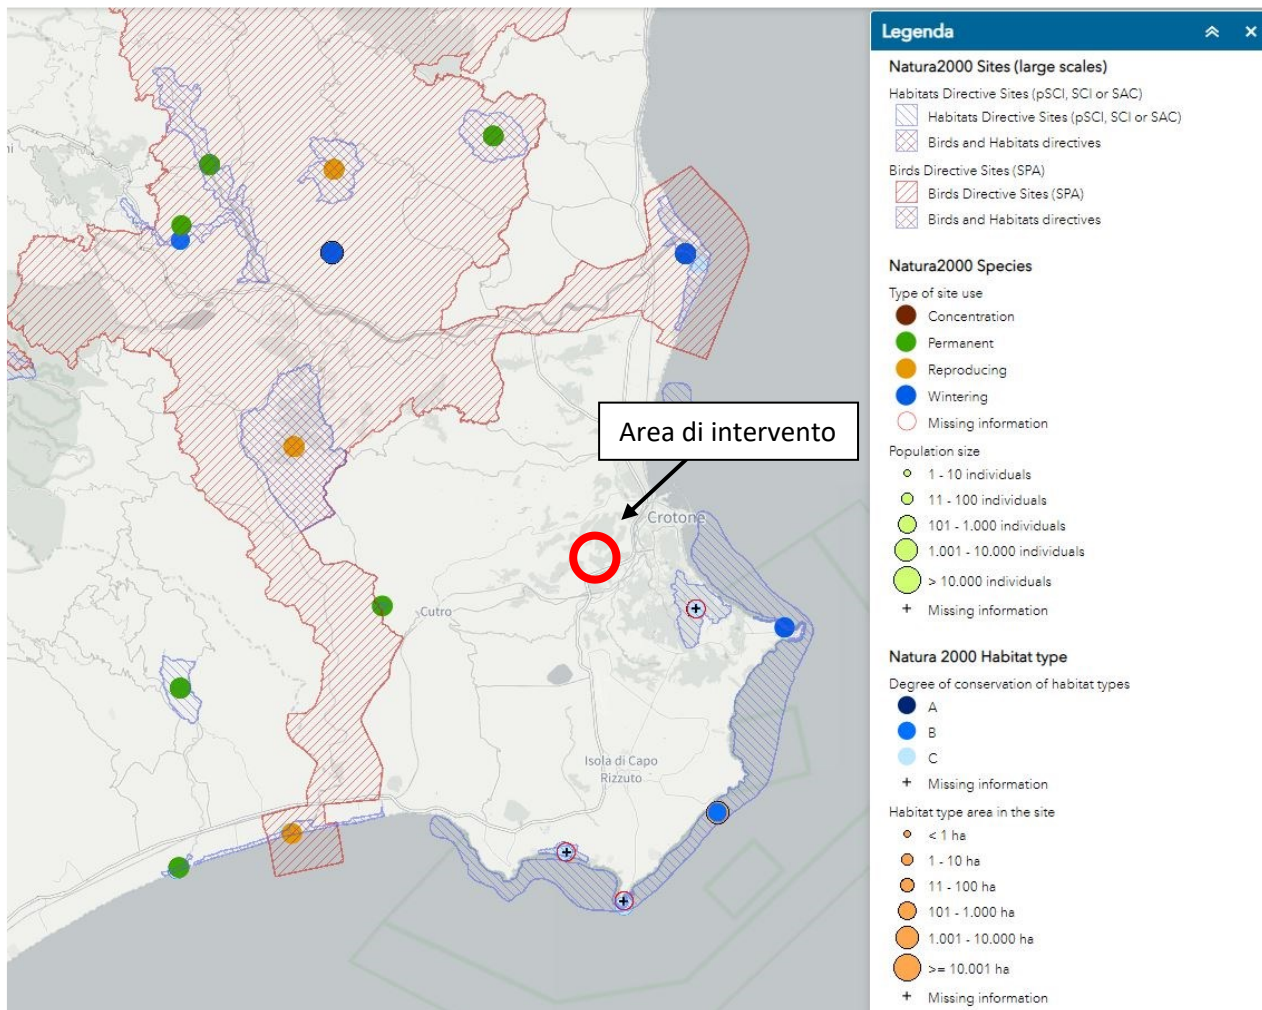 Area di intervento
Crotone
Cutro
Isola di Capo
Rizzuto
Legenda
Natura2000 Sites (large scales)
Habitats Directive Sites (pSCI, SCI or SAC)
Habitats Directive Sites (pSCI, SCI or SAC)
Birds and Habitats directives
Birds Directive Sites (SPA)
Birds Directive Sites (SPA)
Birds and Habitats directives
Natura2000 Species
Type of site use
Concentration
Permanent
Reproducing
Wintering
Missing information
Population size
1 - 10 individuals
11 - 100 individuals
101 - 1.000 individuals
1.001 - 10.000 individuals
> 10.000 individuals
+ Missing information
Natura 2000 Habitat type
Degree of conservation of habitat types
A
B
C
+ Missing information
Habitat type area in the site
< 1 ha
1 - 10 ha
11 - 100 ha
101 - 1.000 ha
1.001 - 10.000 ha
>= 10.001 ha
+ Missing information